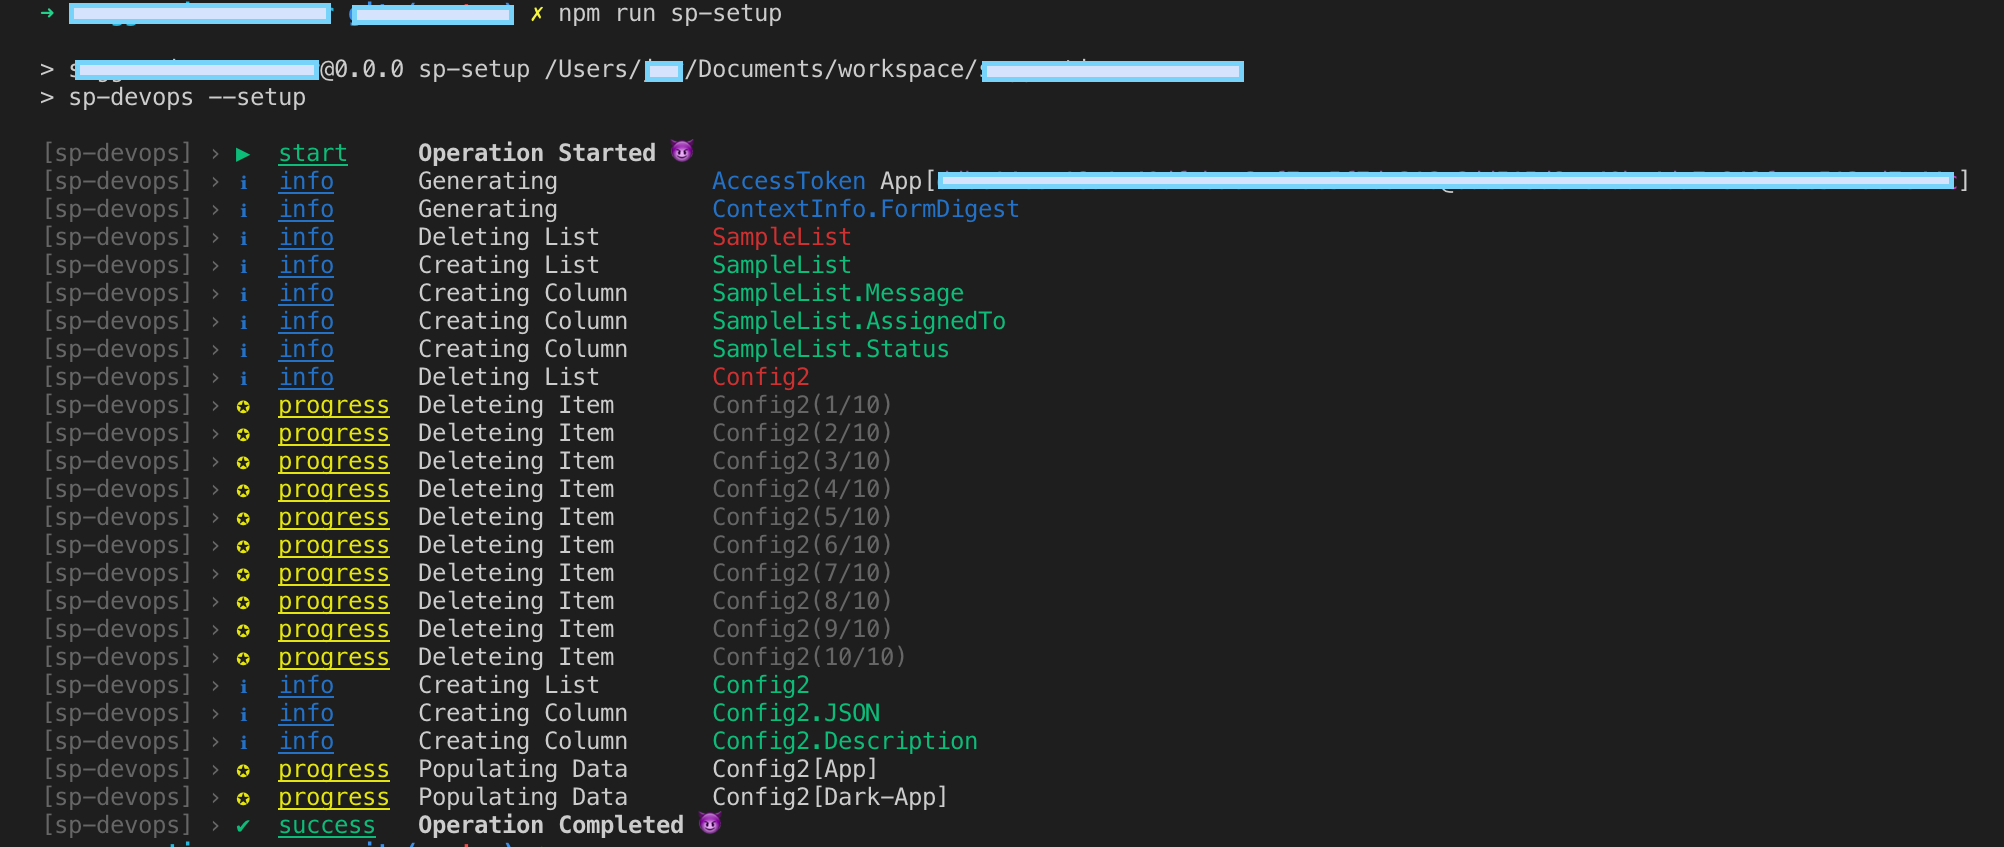 ➜ ✗ npm run sp-setup
> @0.0.0 sp-setup /Users/ /Documents/workspace/
> sp-devops --setup
[sp-devops] › ▶ start Operation Started 😈
[sp-devops] › ℹ info Generating AccessToken App[ ]
[sp-devops] › ℹ info Generating ContextInfo.FormDigest
[sp-devops] › ℹ info Deleting List SampleList
[sp-devops] › ℹ info Creating List SampleList
[sp-devops] › ℹ info Creating Column SampleList.Message
[sp-devops] › ℹ info Creating Column SampleList.AssignedTo
[sp-devops] › ℹ info Creating Column SampleList.Status
[sp-devops] › ℹ info Deleting List Config2
[sp-devops] › ✪ progress Deleteing Item Config2(1/10)
[sp-devops] › ✪ progress Deleteing Item Config2(2/10)
[sp-devops] › ✪ progress Deleteing Item Config2(3/10)
[sp-devops] › ✪ progress Deleteing Item Config2(4/10)
[sp-devops] › ✪ progress Deleteing Item Config2(5/10)
[sp-devops] › ✪ progress Deleteing Item Config2(6/10)
[sp-devops] › ✪ progress Deleteing Item Config2(7/10)
[sp-devops] › ✪ progress Deleteing Item Config2(8/10)
[sp-devops] › ✪ progress Deleteing Item Config2(9/10)
[sp-devops] › ✪ progress Deleteing Item Config2(10/10)
[sp-devops] › ℹ info Creating List Config2
[sp-devops] › ℹ info Creating Column Config2.JSON
[sp-devops] › ℹ info Creating Column Config2.Description
[sp-devops] › ✪ progress Populating Data Config2[App]
[sp-devops] › ✪ progress Populating Data Config2[Dark-App]
[sp-devops] › ✔ success Operation Completed 😈